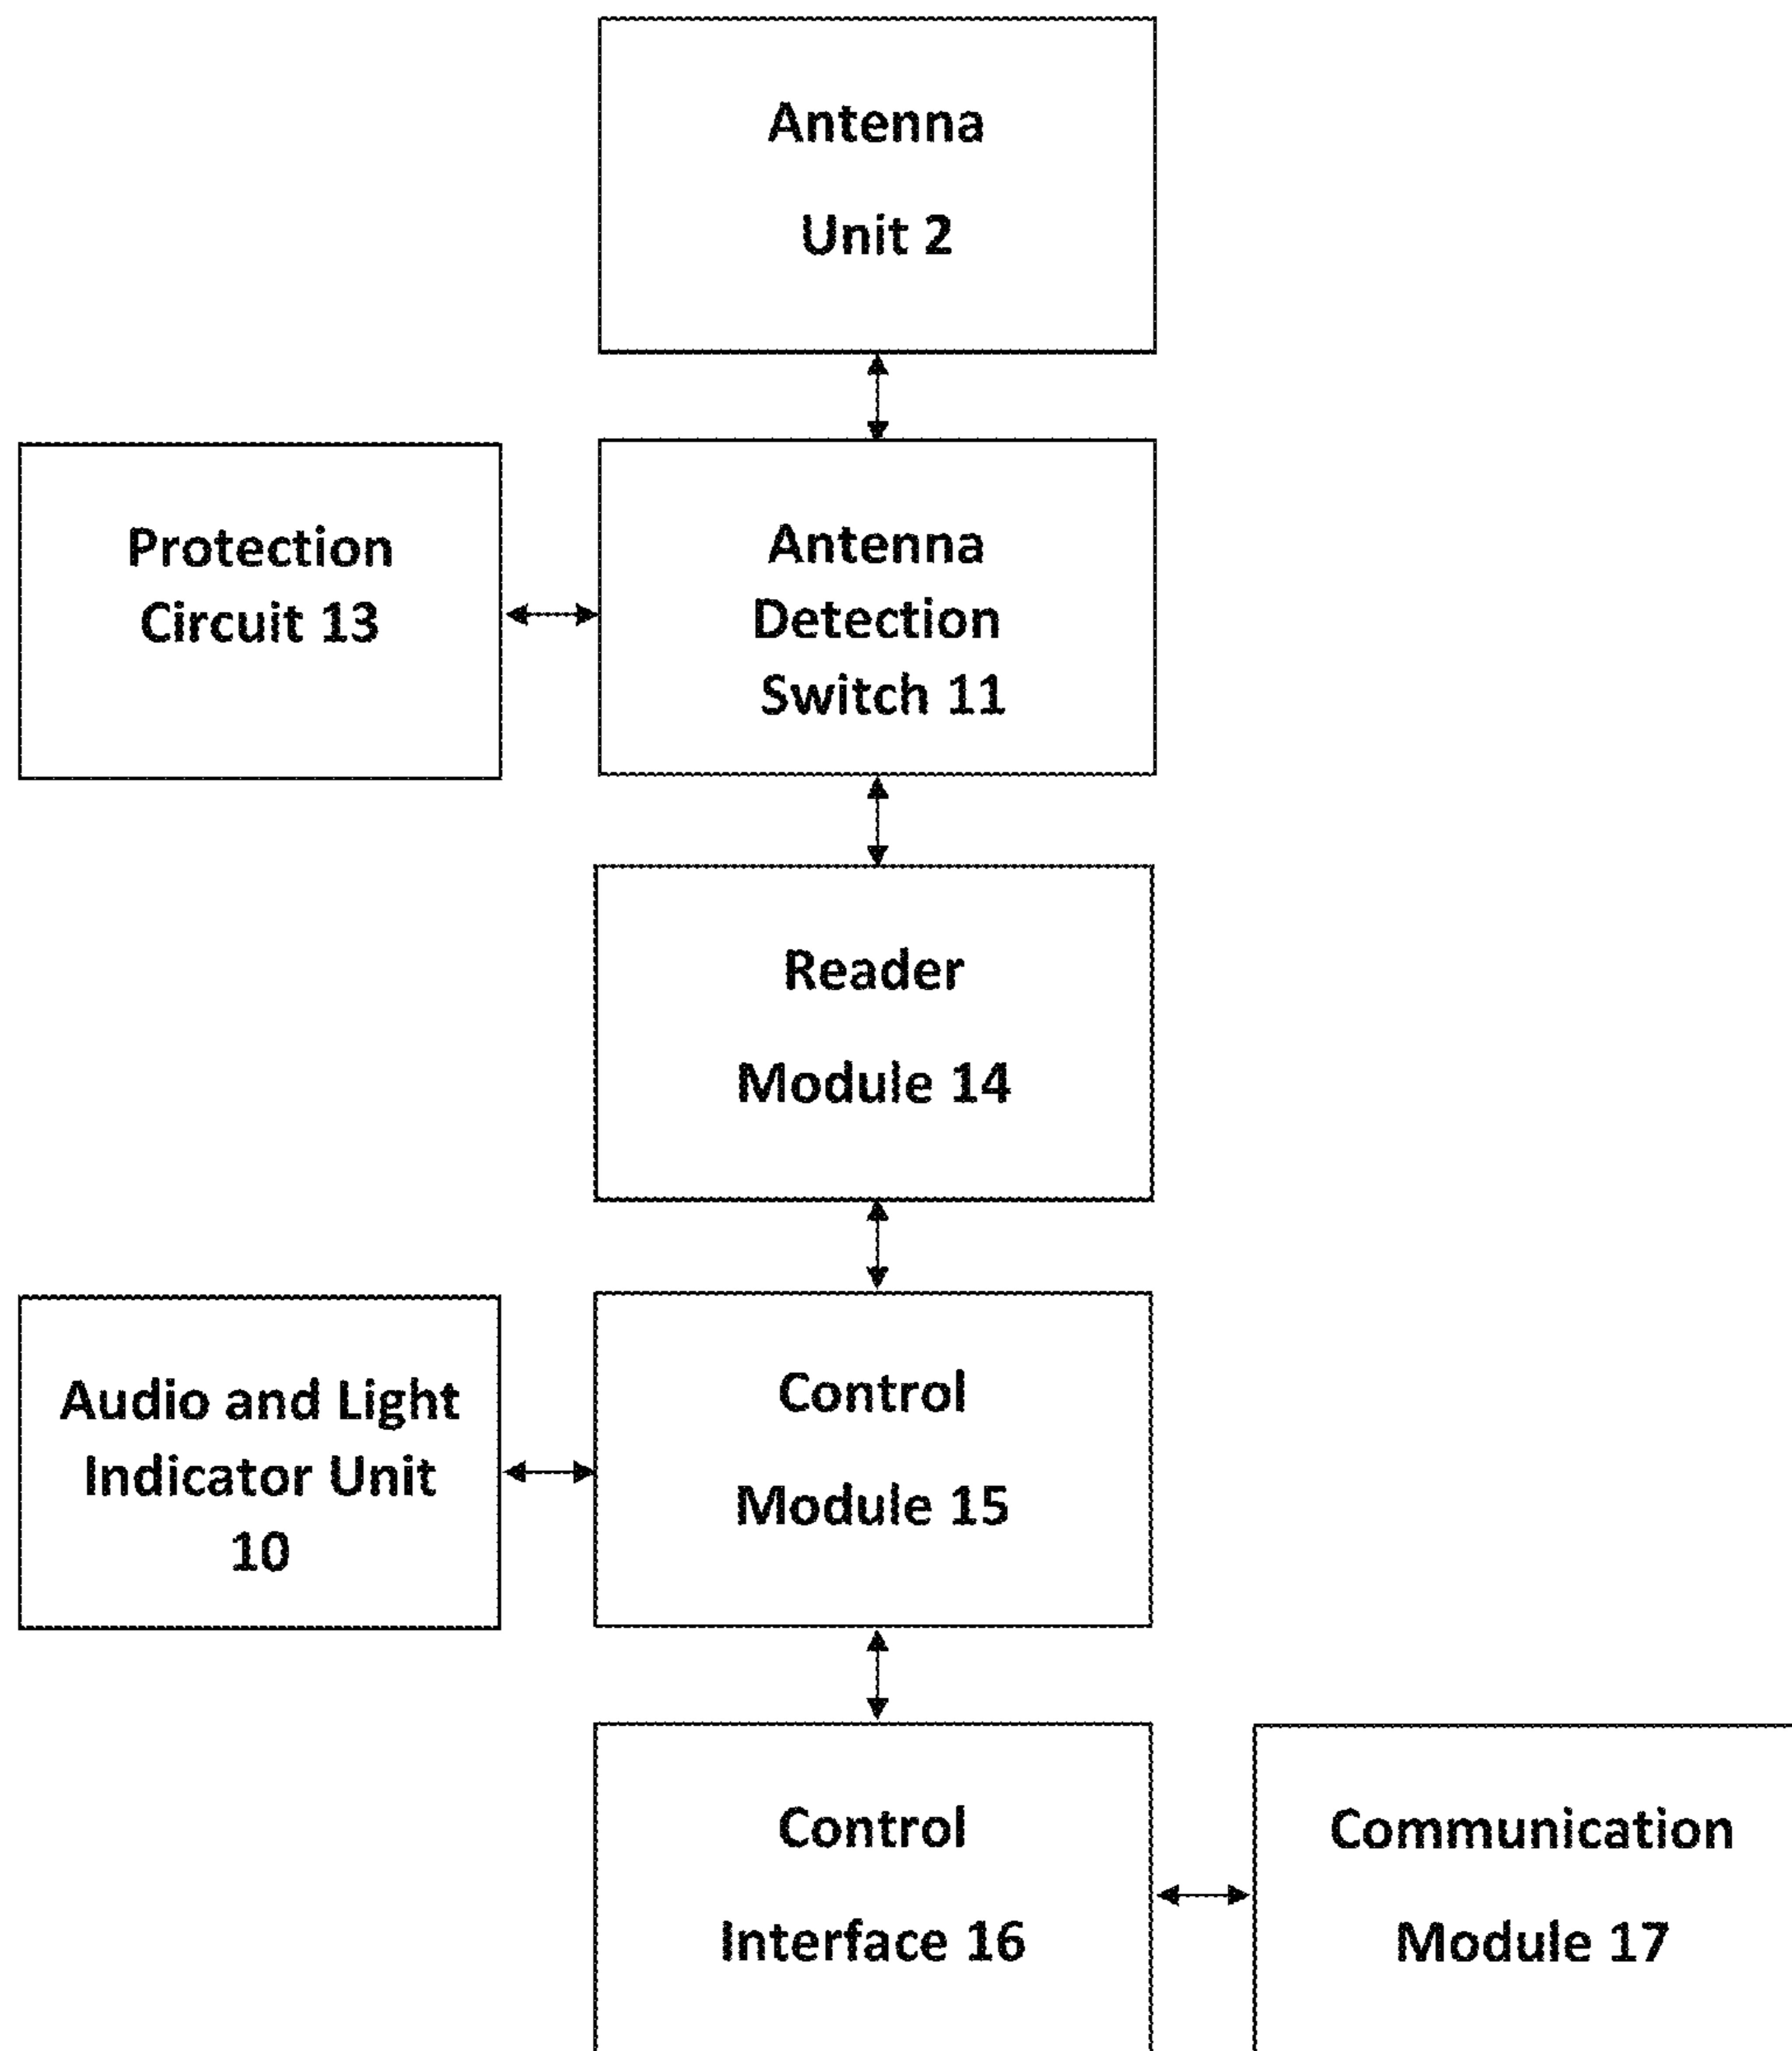 Antenna
Unit 2
Protection
Circuit 13
Antenna
Detection
Switch 11
Reader
Module 14
Audio and Light
Indicator Unit
10
Control
Module 15
Control
Interface 16
Communication
Module 17